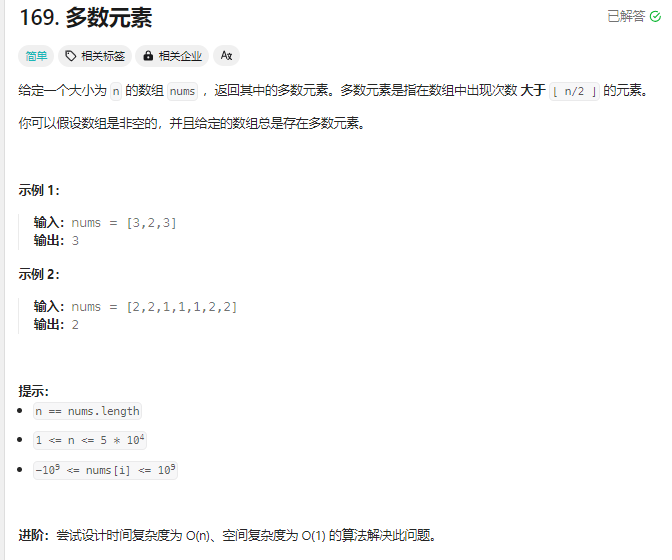 169. 多数元素
已解答
简单 相关标签 相关企业 Aあ
给定一个大小为 n 的数组 nums ，返回其中的多数元素。多数元素是指在数组中出现次数 大于 ⌊ n/2 ⌋ 的元素。
你可以假设数组是非空的，并且给定的数组总是存在多数元素。
示例 1：
输入：nums = [3,2,3]
输出：3
示例 2：
输入：nums = [2,2,1,1,1,2,2]
输出：2
提示：
n == nums.length
1 <= n <= 5 * 10⁴
-10⁹ <= nums[i] <= 10⁹
进阶：尝试设计时间复杂度为 O(n)、空间复杂度为 O(1) 的算法解决此问题。